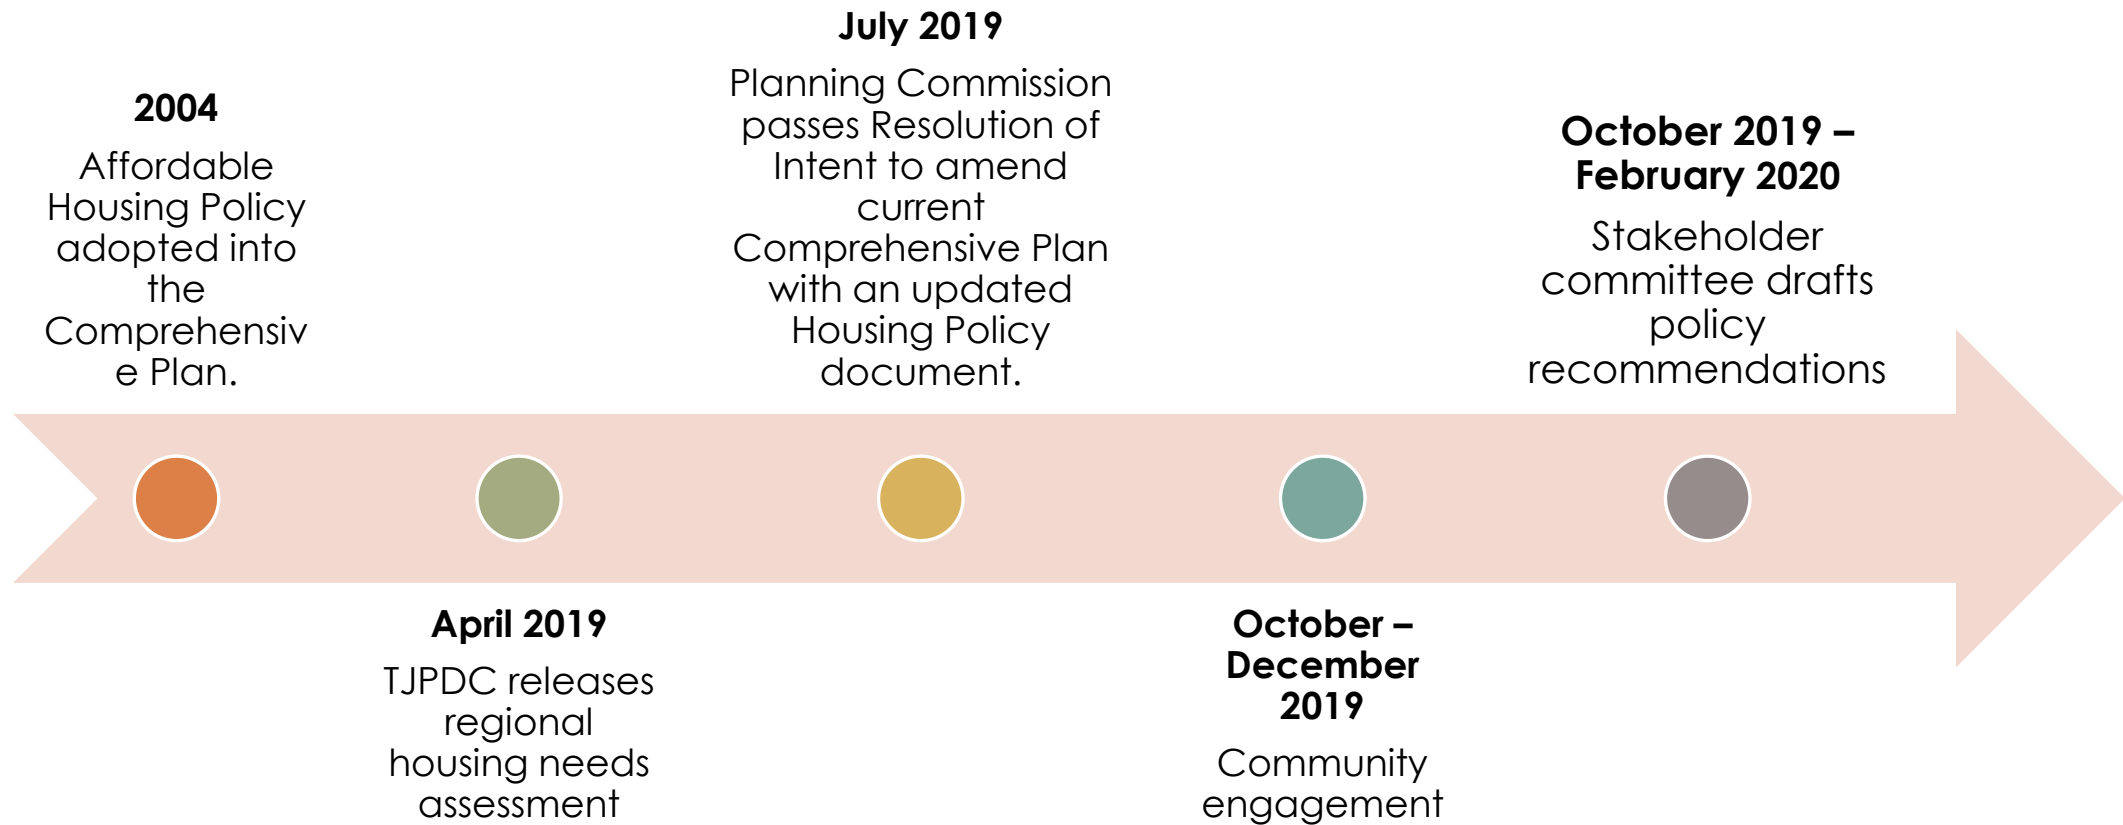 2004
Affordable
Housing Policy
adopted into
the
Comprehensiv
e Plan.
April 2019
TJPDC releases
regional
housing needs
assessment
July 2019
Planning Commission
passes Resolution of
Intent to amend
current
Comprehensive Plan
with an updated
Housing Policy
document.
October –
December
2019
Community
engagement
October 2019 –
February 2020
Stakeholder
committee drafts
policy
recommendations